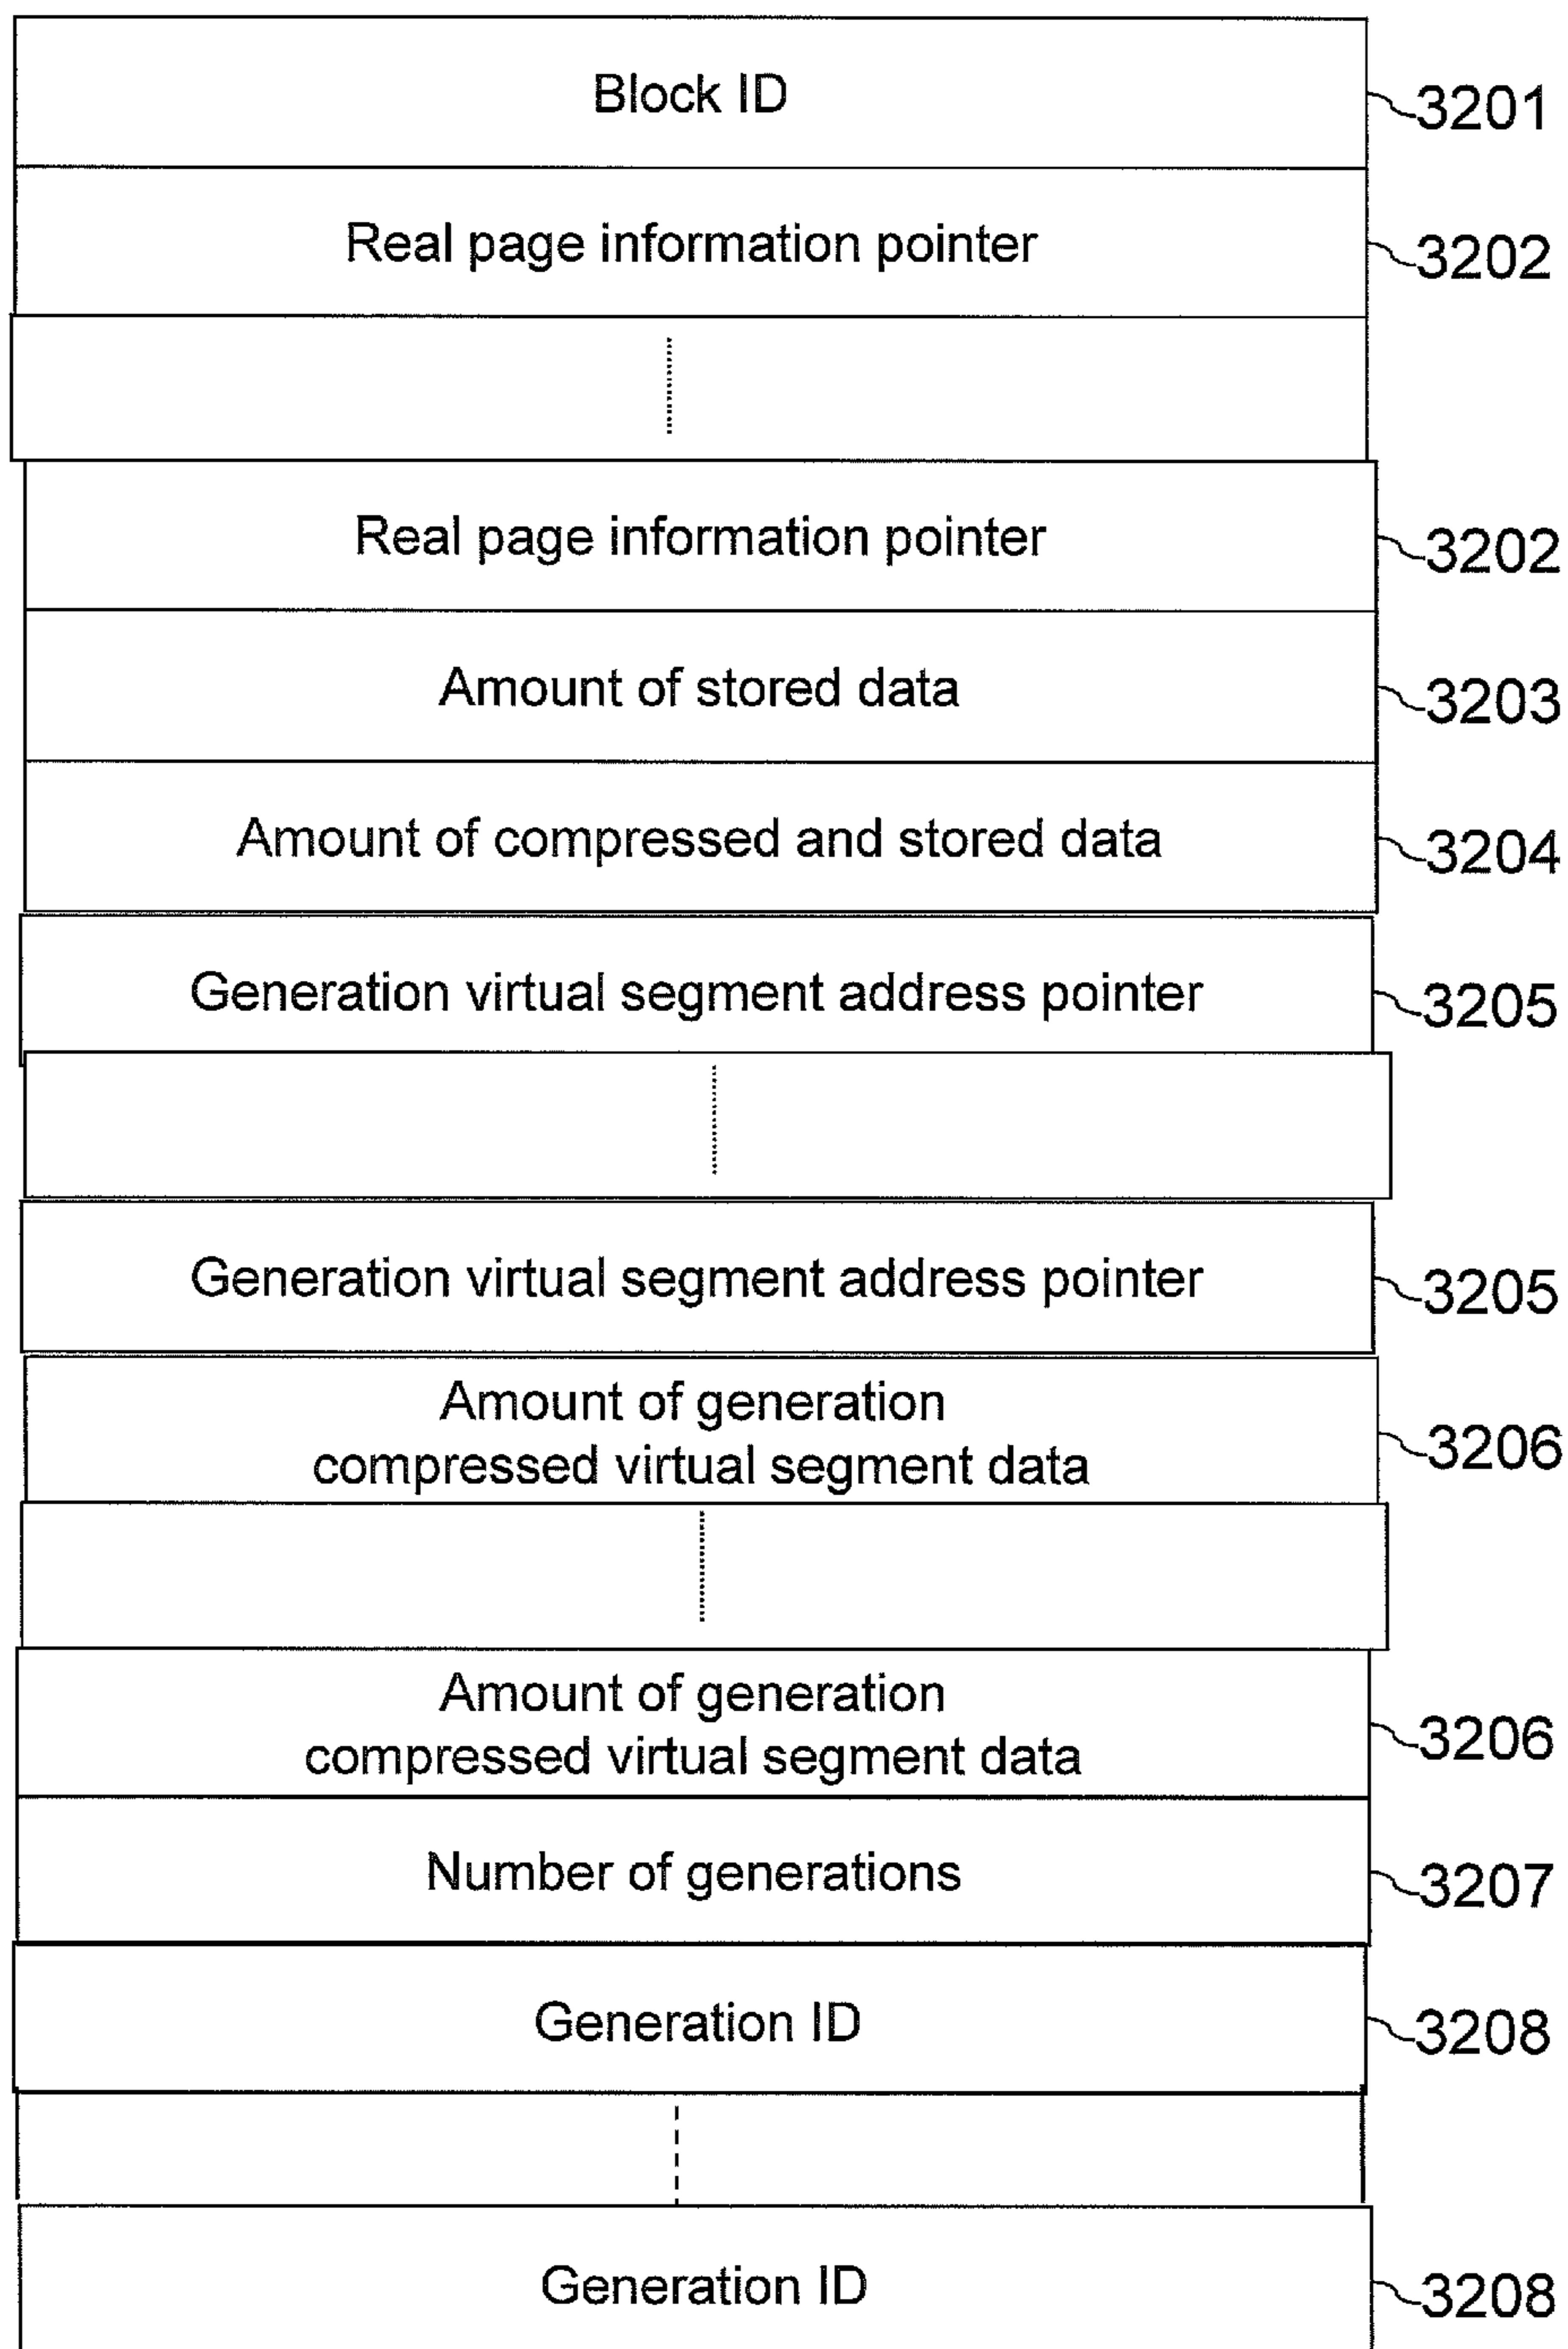 Block ID 3201
Real page information pointer 3202
Real page information pointer 3202
Amount of stored data 3203
Amount of compressed and stored data 3204
Generation virtual segment address pointer 3205
Generation virtual segment address pointer 3205
Amount of generation
compressed virtual segment data 3206
Amount of generation
compressed virtual segment data 3206
Number of generations 3207
Generation ID 3208
Generation ID 3208